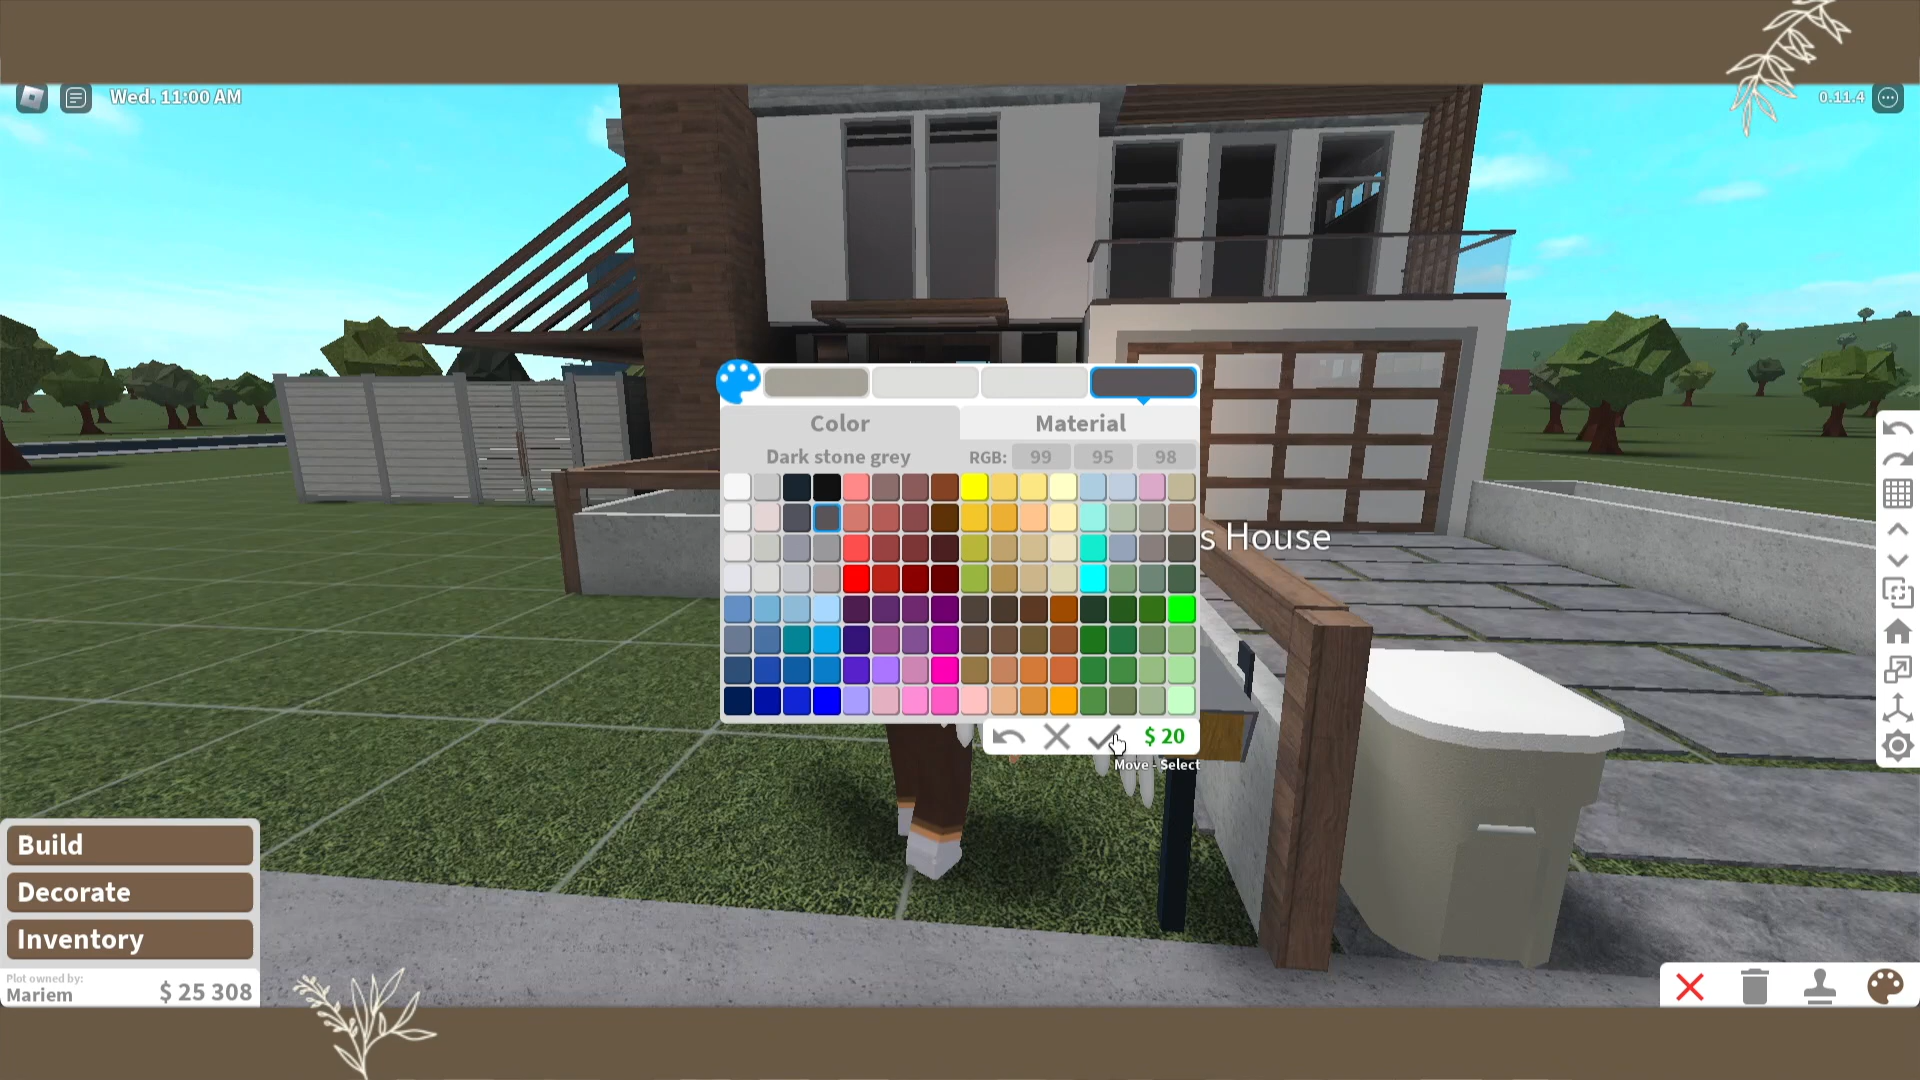 Wed. 11:00 AM
0.11.4
Color
Material
Dark stone grey
RGB: 99 95 98
s House
$ 20
Move - Select
Build
Decorate
Inventory
Plot owned by:
Mariem
$ 25 308